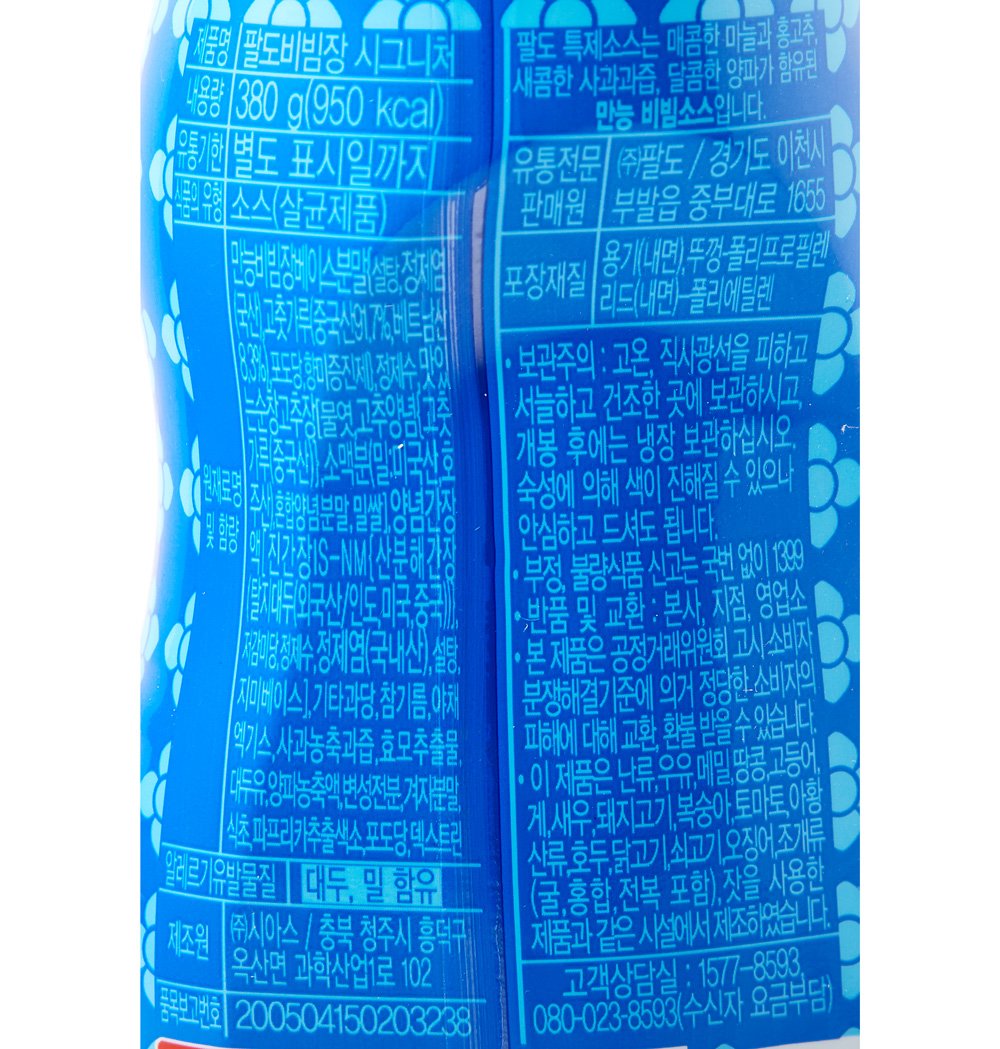 제품명 팔도비빔장 시그니처
내용량 380 g(950 kcal)
유통기한 별도 표시일까지
식품의 유형 소스(살균제품)
원재료명 및 함량
만능비빔장베이스분말(설탕,정제염
국산),고춧가루(중국산91.7%,베트남산
8.3%),포도당,향미증진제),정제수,맛있
는순창고추장[물엿,고추양념{고춧
가루(중국산)},소맥분(밀:미국산,호
주산),혼합양념분말,밀쌀],양념간장
액[진간장IS-NM{산분해간장
(탈지대두(외국산/인도,미국,중국)),
저감미당,정제수,정제염(국내산),설탕,
지미베이스],기타과당,참기름,야채
엑기스,사과농축과즙,효모추출물,
대두유,양파농축액,변성전분,겨자분말,
식초,파프리카추출색소,포도당,덱스트린
알레르기유발물질 대두, 밀 함유
제조원 ㈜시아스 / 충북 청주시 흥덕구
옥산면 과학산업1로 102
품목보고번호 200504150203238
팔도 특제소스는 매콤한 마늘과 홍고추,
새콤한 사과과즙, 달콤한 양파가 함유된
만능 비빔소스입니다.
유통전문판매원 ㈜팔도 / 경기도 이천시
부발읍 중부대로 1655
포장재질 용기(내면),뚜껑-폴리프로필렌
리드(내면)-폴리에틸렌
• 보관주의 : 고온, 직사광선을 피하고
서늘하고 건조한 곳에 보관하시고,
개봉 후에는 냉장 보관하십시오.
숙성에 의해 색이 진해질 수 있으나
안심하고 드셔도 됩니다.
• 부정, 불량식품 신고는 국번 없이 1399
• 반품 및 교환 : 본사, 지점, 영업소
• 본 제품은 공정거래위원회 고시 소비자
분쟁해결기준에 의거 정당한 소비자의
피해에 대해 교환, 환불 받을 수 있습니다.
• 이 제품은 난류,우유,메밀,땅콩,고등어,
게,새우,돼지고기,복숭아,토마토,아황
산류,호두,닭고기,쇠고기,오징어,조개류
(굴,홍합,전복 포함),잣을 사용한
제품과 같은 시설에서 제조하였습니다.
고객상담실 : 1577-8593,
080-023-8593(수신자 요금부담)